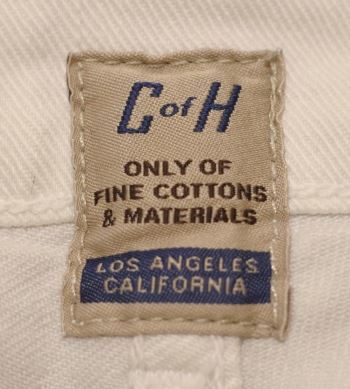 C of H
ONLY OF
FINE COTTONS
& MATERIALS
LOS ANGELES
CALIFORNIA